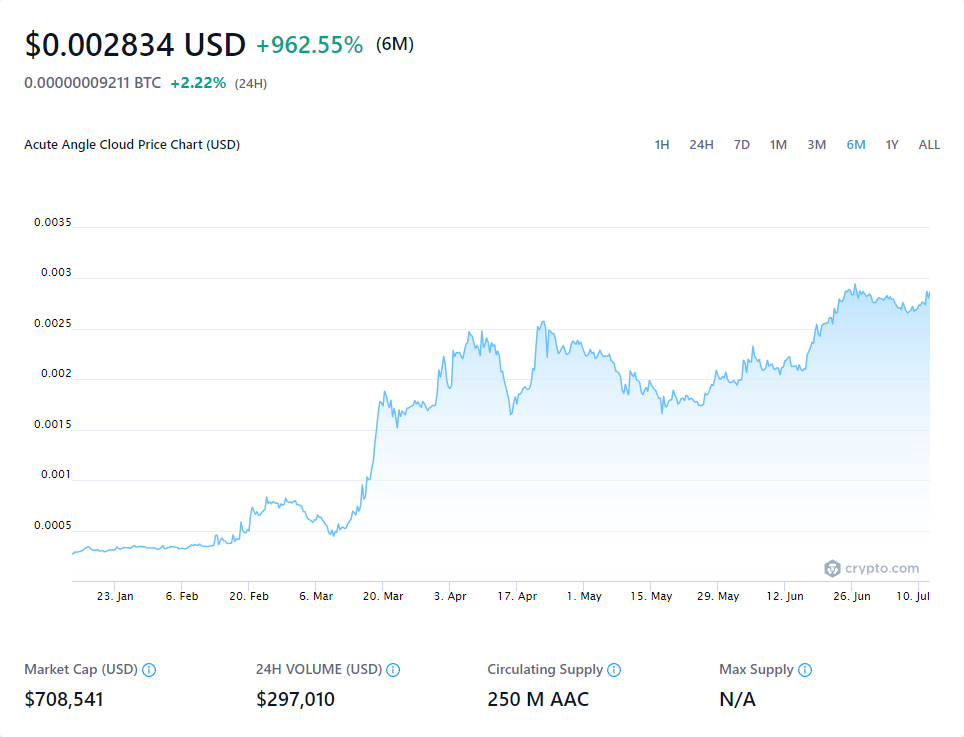 $0.002834 USD +962.55% (6M)
0.00000009211 BTC +2.22% (24H)
Acute Angle Cloud Price Chart (USD) 1H 24H 7D 1M 3M 6M 1Y ALL
0.0035
0.003
0.0025
0.002
0.0015
0.001
0.0005
crypto.com
23. Jan 6. Feb 20. Feb 6. Mar 20. Mar 3. Apr 17. Apr 1. May 15. May 29. May 12. Jun 26. Jun 10. Jul
Market Cap (USD) 24H VOLUME (USD) Circulating Supply Max Supply
$708,541 $297,010 250 M AAC N/A